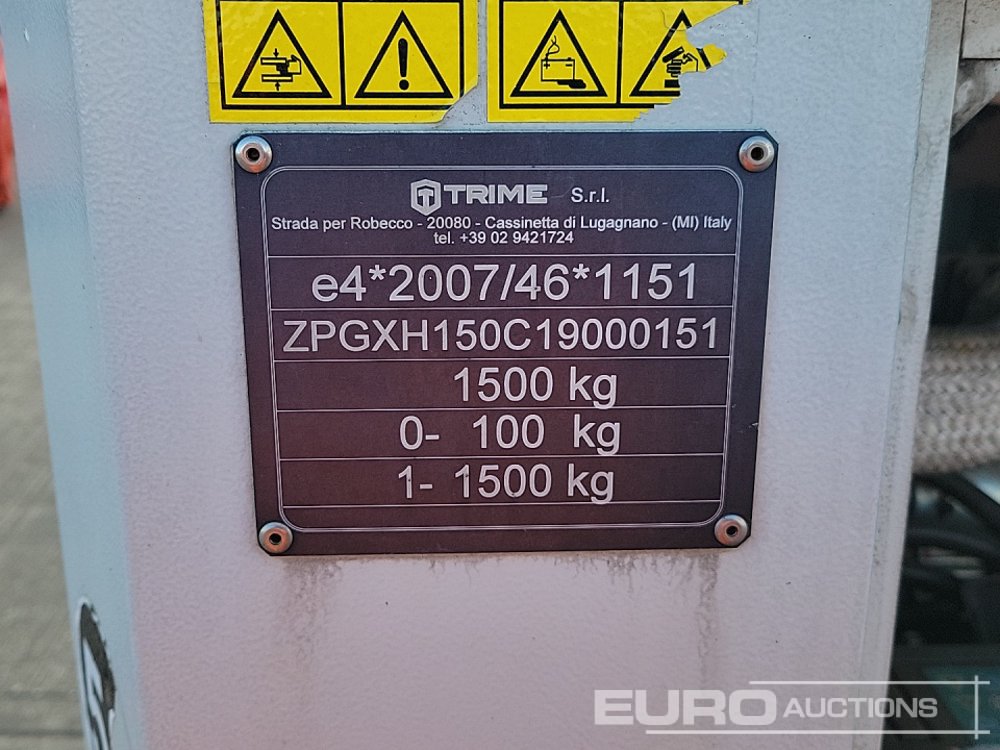 TRIME S.r.l.
Strada per Robecco - 20080 - Cassinetta di Lugagnano - (MI) Italy
tel. +39 02 9421724
e4*2007/46*1151
ZPGXH150C19000151
1500 kg
0- 100 kg
1- 1500 kg
EURO AUCTIONS